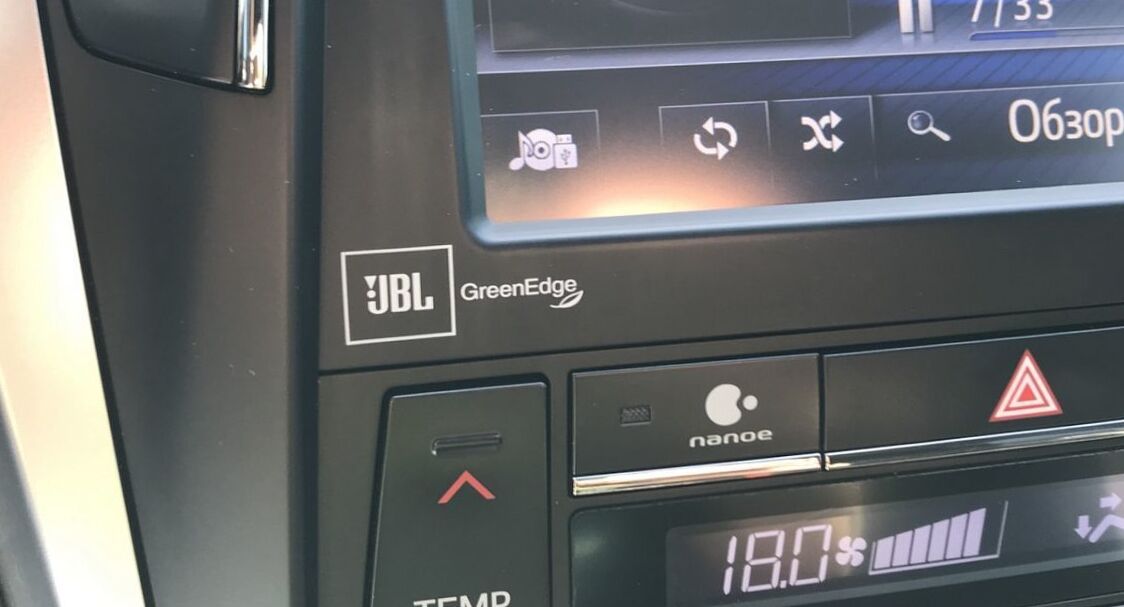 7/33
Обзор
JBL GreenEdge
nanoe
18.0
TEMP